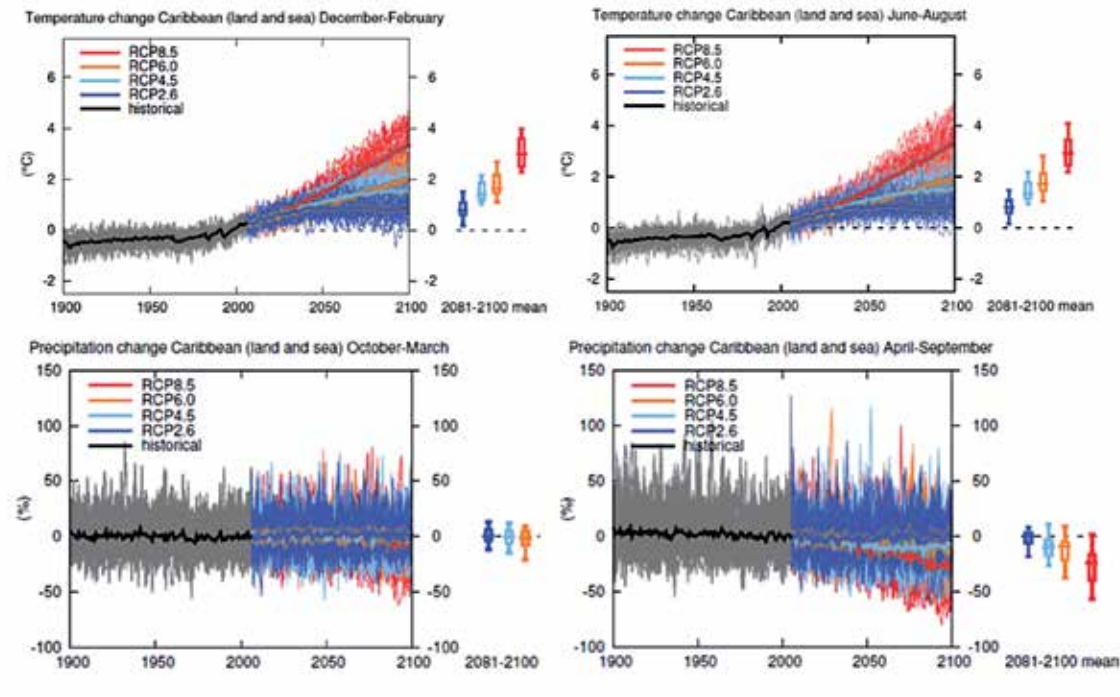 Temperature change Caribbean (land and sea) December-February
RCP8.5
RCP6.0
RCP4.5
RCP2.6
historical
(°C)
6
4
2
0
-2
6
4
2
0
-2
1900 1950 2000 2050 2100 2081-2100 mean
Temperature change Caribbean (land and sea) June-August
RCP8.5
RCP6.0
RCP4.5
RCP2.6
historical
(°C)
6
4
2
0
-2
6
4
2
0
-2
1900 1950 2000 2050 2100 2081-2100 mean
Precipitation change Caribbean (land and sea) October-March
RCP8.5
RCP6.0
RCP4.5
RCP2.6
historical
(%)
150
100
50
0
-50
-100
150
100
50
0
-50
-100
1900 1950 2000 2050 2100 2081-2100
Precipitation change Caribbean (land and sea) April-September
RCP8.5
RCP6.0
RCP4.5
RCP2.6
historical
(%)
150
100
50
0
-50
-100
150
100
50
0
-50
-100
1900 1950 2000 2050 2100 2081-2100 mean